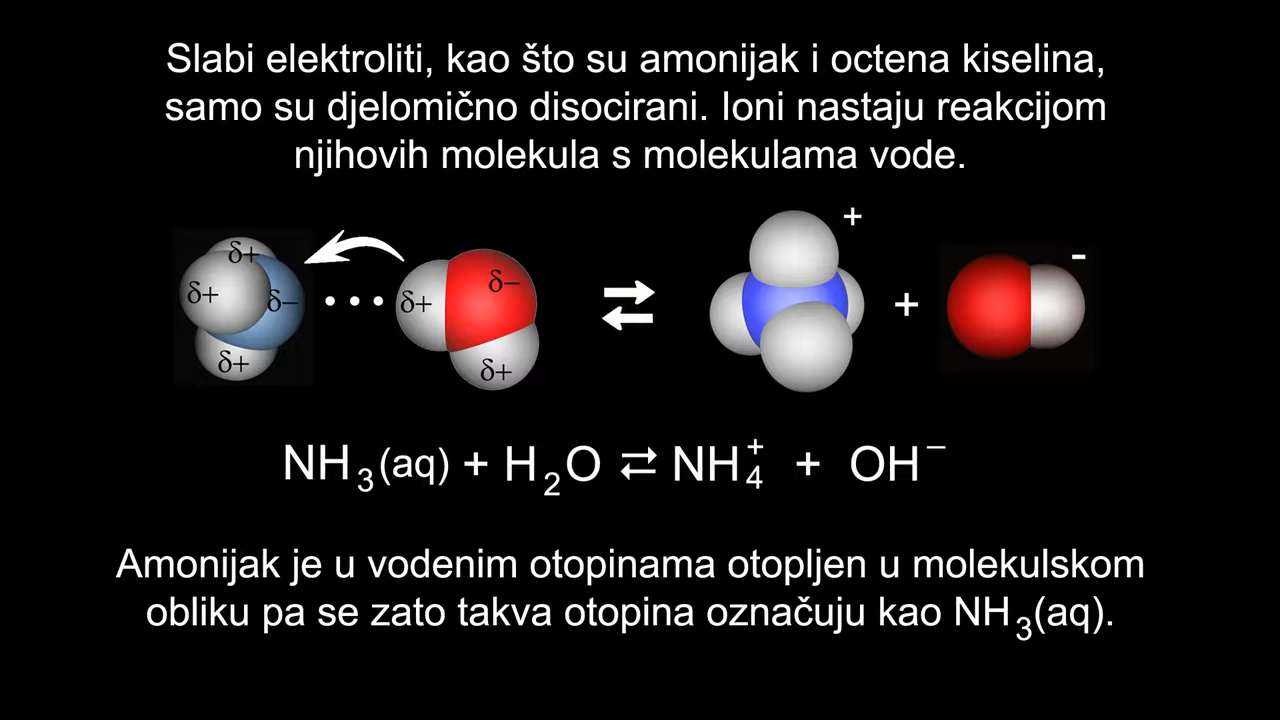 Slabi elektroliti, kao što su amonijak i octena kiselina,
samo su djelomično disocirani. Ioni nastaju reakcijom
njihovih molekula s molekulama vode.
δ+ δ+ δ− δ+ ••• δ+ δ− δ+ ⇄ + + -
NH₃(aq) + H₂O ⇄ NH₄⁺ + OH⁻
Amonijak je u vodenim otopinama otopljen u molekulskom
obliku pa se zato takva otopina označuju kao NH₃(aq).